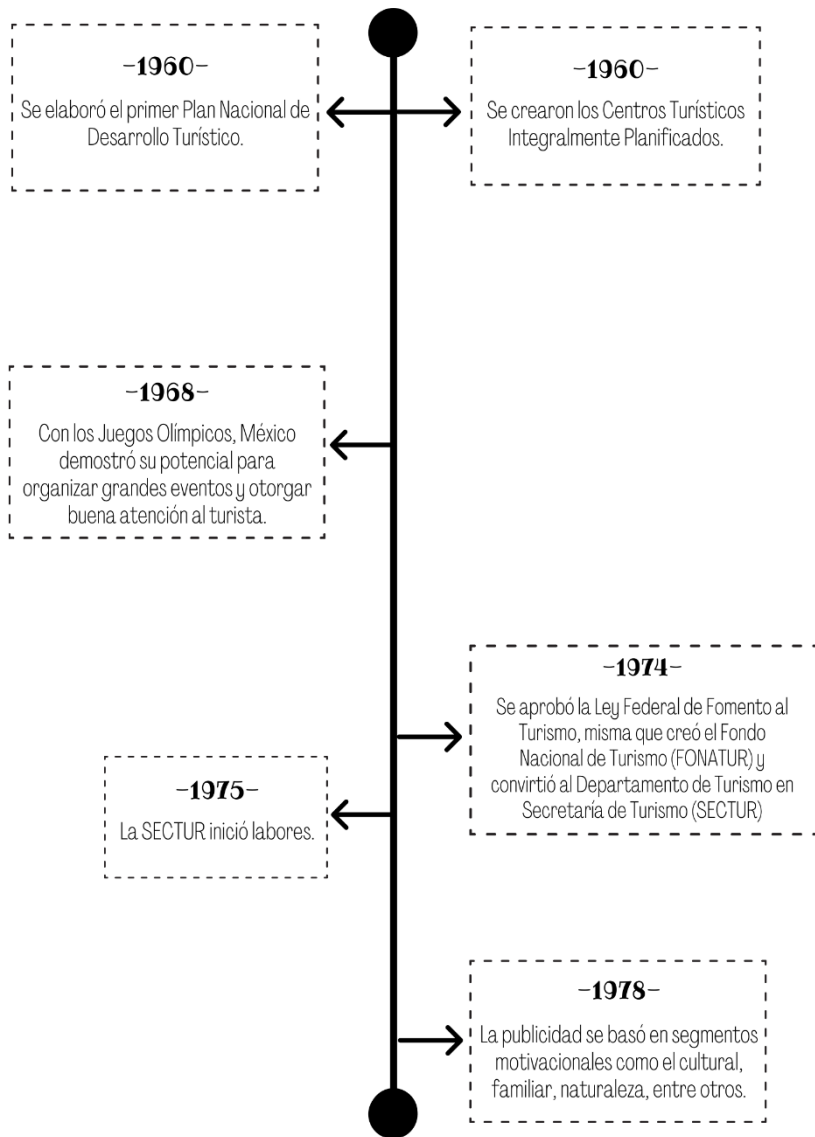 –1960–
Se elaboró el primer Plan Nacional de
Desarrollo Turístico.
–1960–
Se crearon los Centros Turísticos
Integralmente Planificados.
–1968–
Con los Juegos Olímpicos, México
demostró su potencial para
organizar grandes eventos y otorgar
buena atención al turista.
–1974–
Se aprobó la Ley Federal de Fomento al
Turismo, misma que creó el Fondo
Nacional de Turismo (FONATUR) y
convirtió al Departamento de Turismo en
Secretaría de Turismo (SECTUR)
–1975–
La SECTUR inició labores.
–1978–
La publicidad se basó en segmentos
motivacionales como el cultural,
familiar, naturaleza, entre otros.